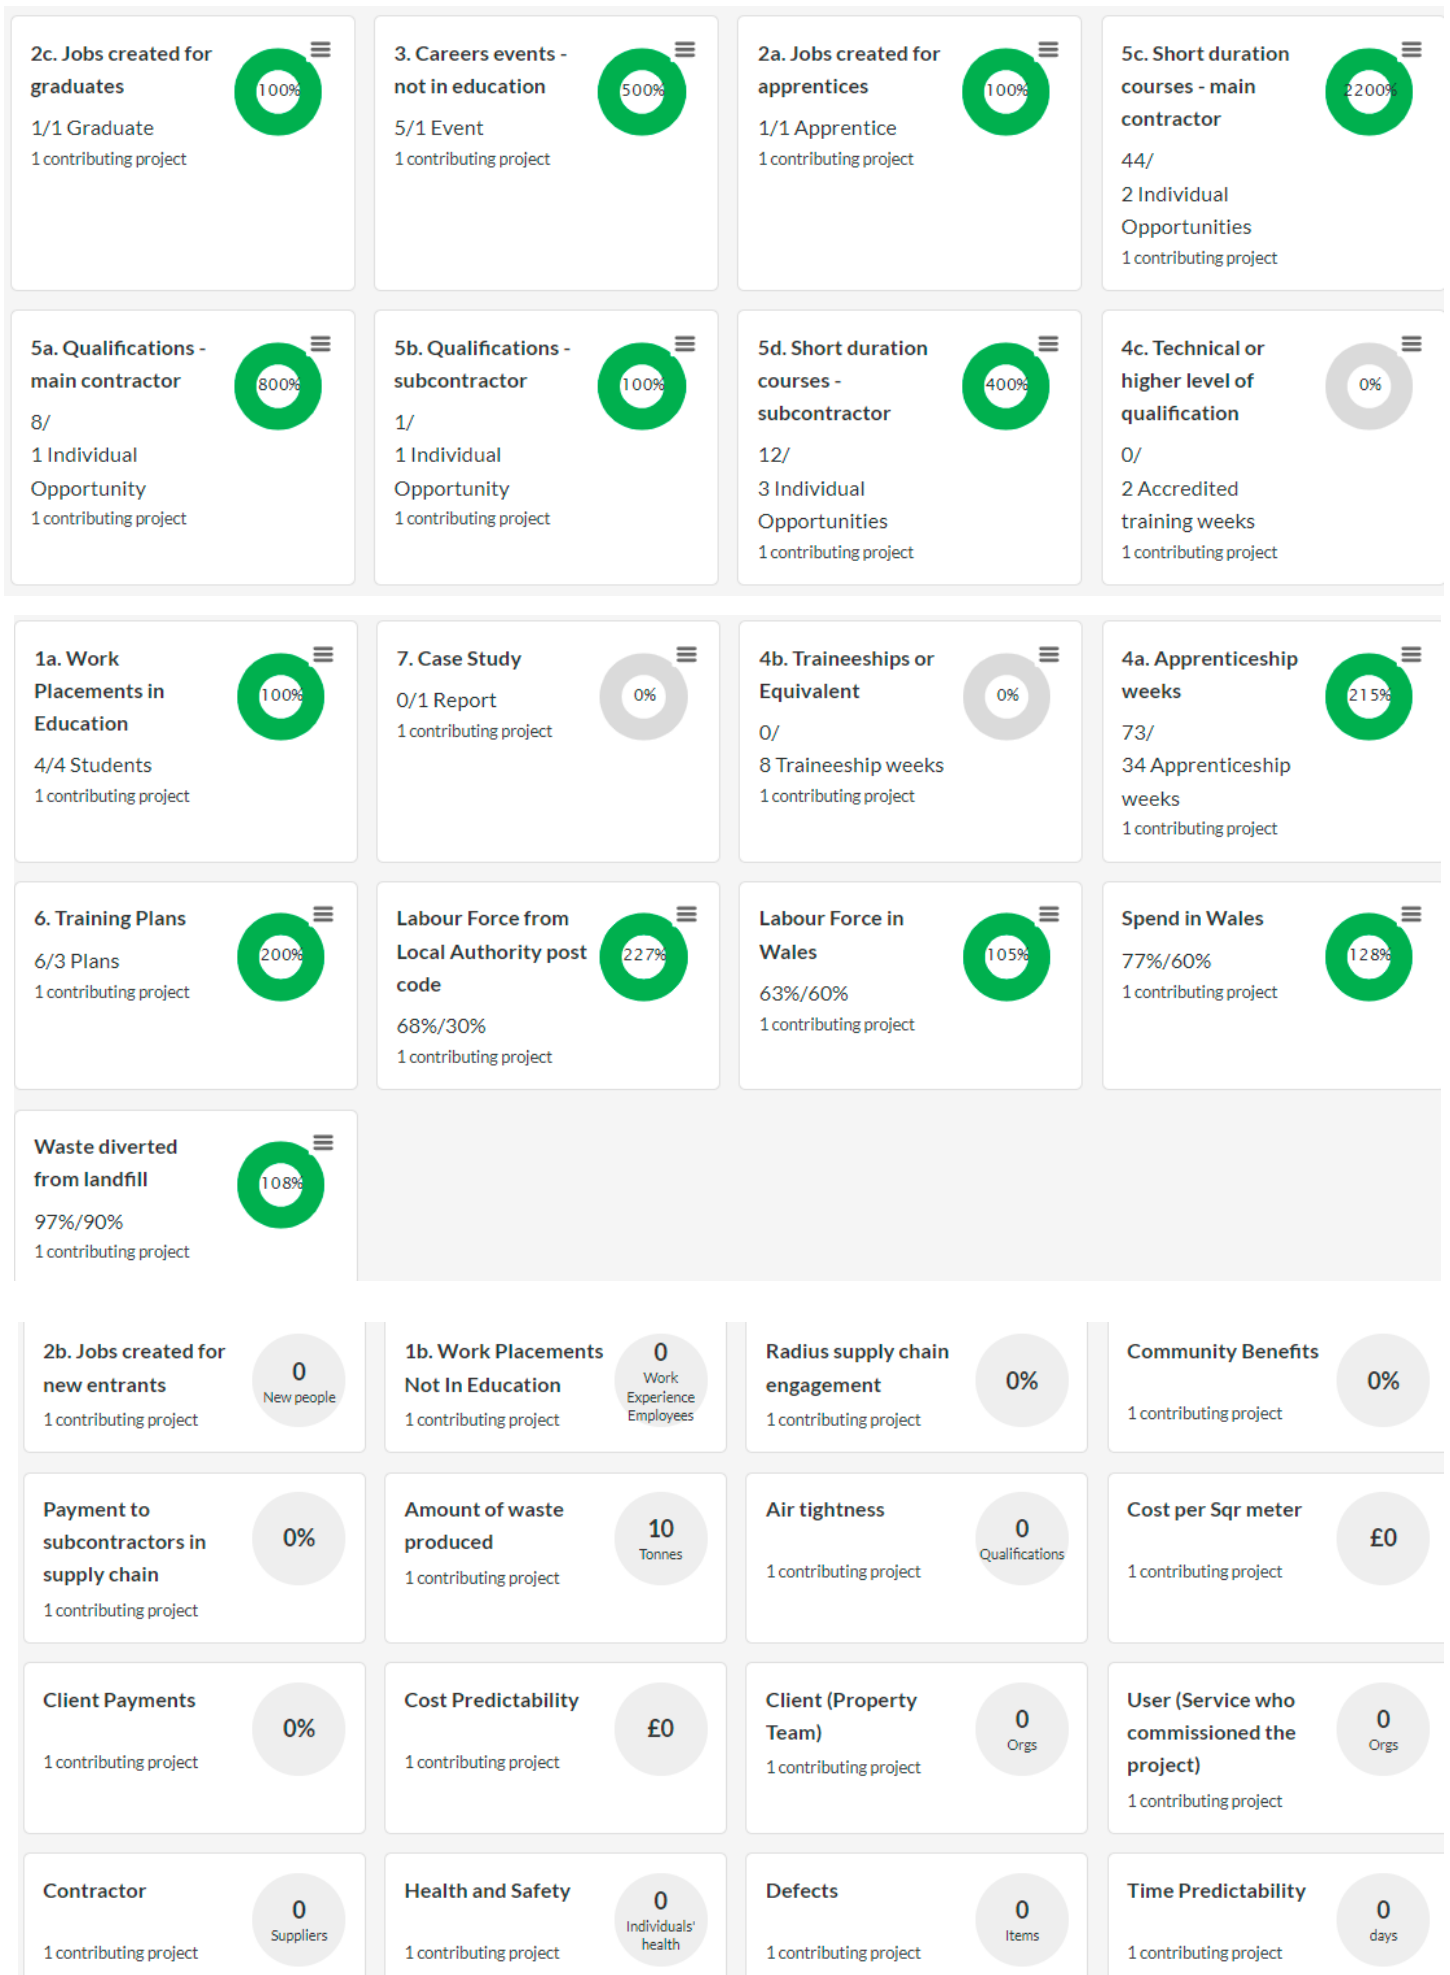 2c. Jobs created for
graduates
100%
1/1 Graduate
1 contributing project
3. Careers events -
not in education
500%
5/1 Event
1 contributing project
2a. Jobs created for
apprentices
100%
1/1 Apprentice
1 contributing project
5c. Short duration
courses - main
contractor
2200%
44/
2 Individual
Opportunities
1 contributing project
5a. Qualifications -
main contractor
800%
8/
1 Individual
Opportunity
1 contributing project
5b. Qualifications -
subcontractor
100%
1/
1 Individual
Opportunity
1 contributing project
5d. Short duration
courses -
subcontractor
400%
12/
3 Individual
Opportunities
1 contributing project
4c. Technical or
higher level of
qualification
0%
0/
2 Accredited
training weeks
1 contributing project
1a. Work
Placements in
Education
100%
4/4 Students
1 contributing project
7. Case Study
0%
0/1 Report
1 contributing project
4b. Traineeships or
Equivalent
0%
0/
8 Traineeship weeks
1 contributing project
4a. Apprenticeship
weeks
215%
73/
34 Apprenticeship
weeks
1 contributing project
6. Training Plans
200%
6/3 Plans
1 contributing project
Labour Force from
Local Authority post
code
227%
68%/30%
1 contributing project
Labour Force in
Wales
105%
63%/60%
1 contributing project
Spend in Wales
128%
77%/60%
1 contributing project
Waste diverted
from landfill
108%
97%/90%
1 contributing project
2b. Jobs created for
new entrants
0
New people
1 contributing project
1b. Work Placements
Not In Education
0
Work
Experience
Employees
1 contributing project
Radius supply chain
engagement
0%
1 contributing project
Community Benefits
0%
1 contributing project
Payment to
subcontractors in
supply chain
0%
1 contributing project
Amount of waste
produced
10
Tonnes
1 contributing project
Air tightness
0
Qualifications
1 contributing project
Cost per Sqr meter
£0
1 contributing project
Client Payments
0%
1 contributing project
Cost Predictability
£0
1 contributing project
Client (Property
Team)
0
Orgs
1 contributing project
User (Service who
commissioned the
project)
0
Orgs
1 contributing project
Contractor
0
Suppliers
1 contributing project
Health and Safety
0
Individuals'
health
1 contributing project
Defects
0
Items
1 contributing project
Time Predictability
0
days
1 contributing project